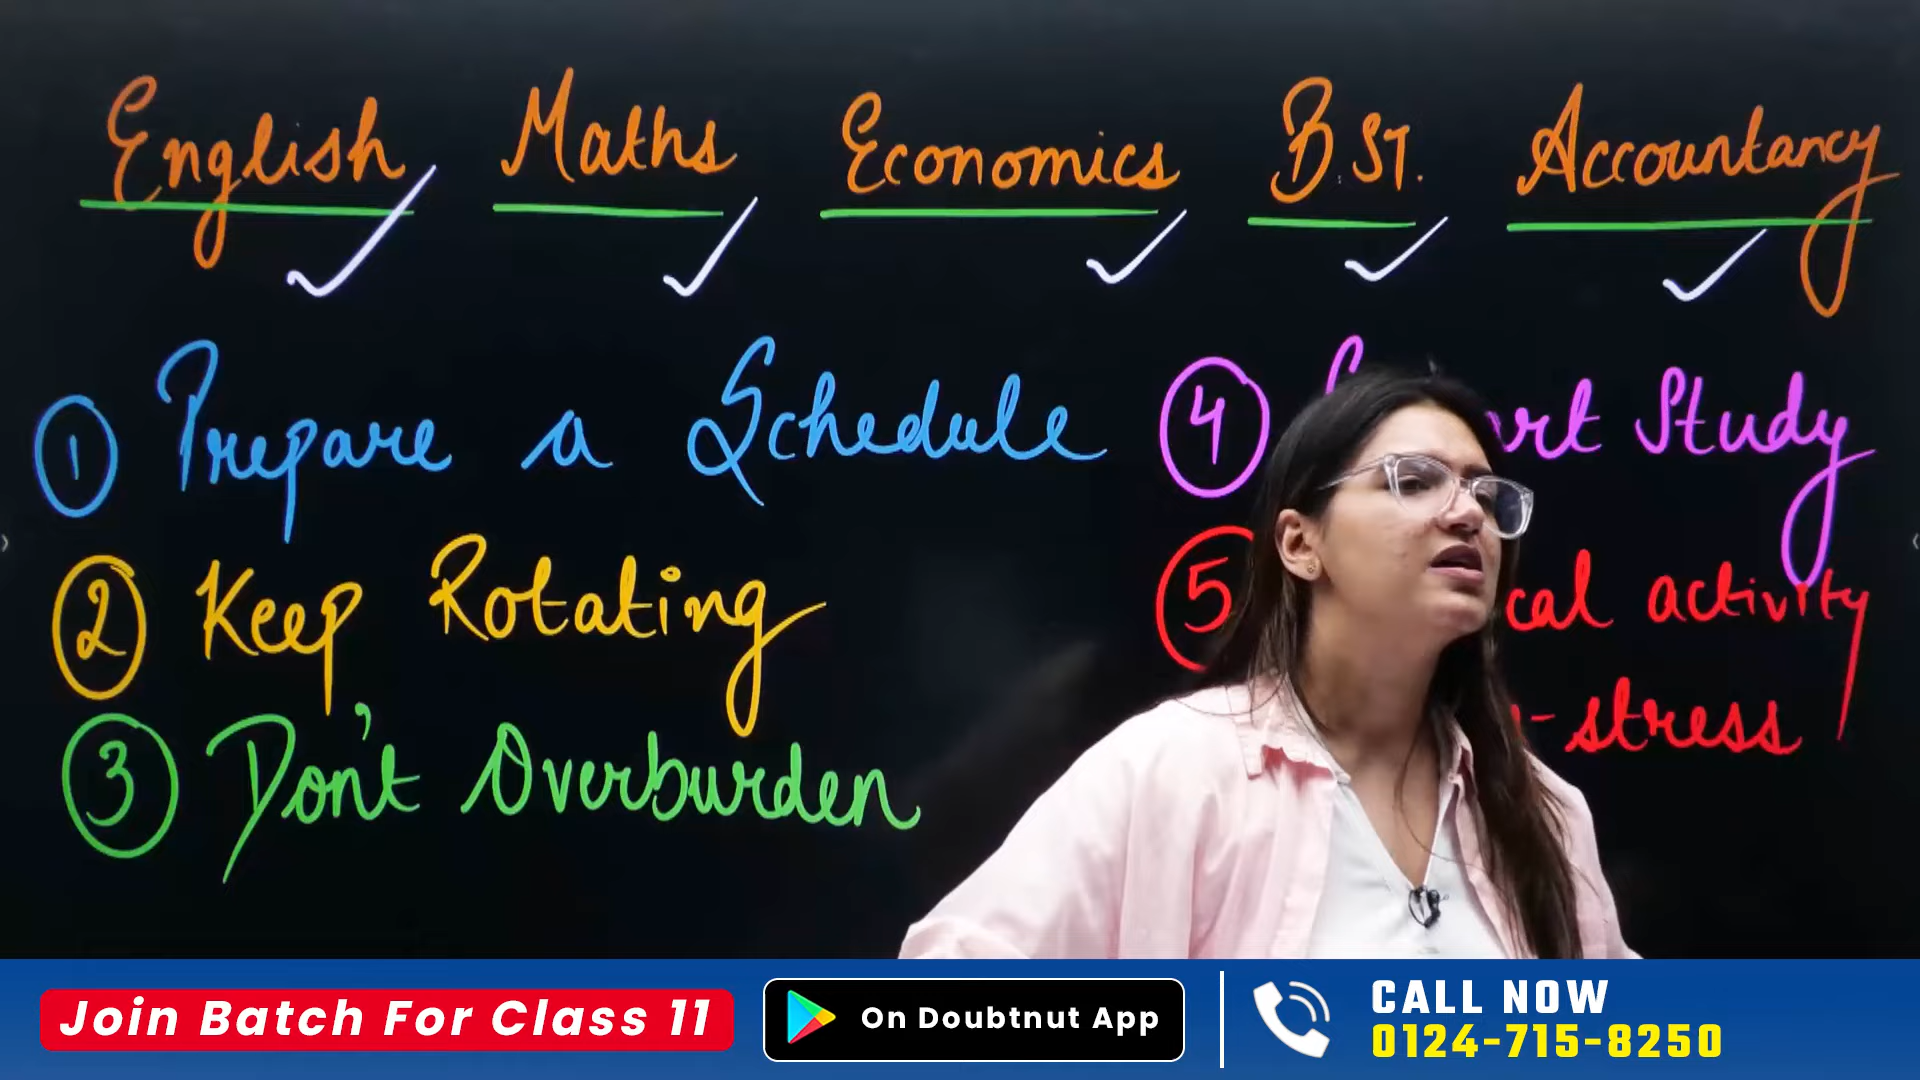 English Maths Economics B.ST. Accountancy
1 Prepare a Schedule
2 Keep Rotating
3 Don't Overburden
4 Study
5 activity
stress
Join Batch For Class 11
On Doubtnut App
CALL NOW
0124-715-8250